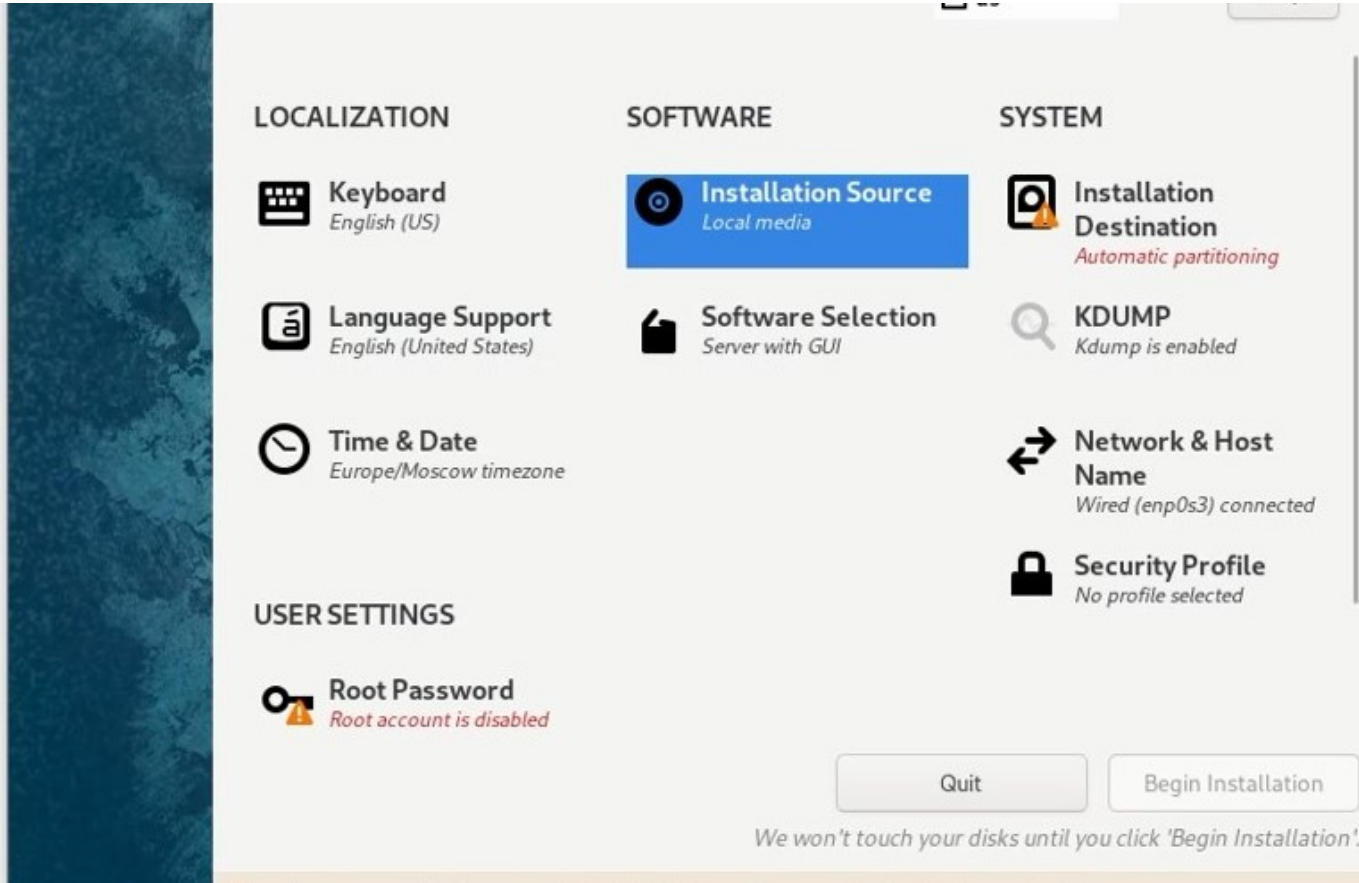 LOCALIZATION
Keyboard
English (US)
Language Support
English (United States)
Time & Date
Europe/Moscow timezone
SOFTWARE
Installation Source
Local media
Software Selection
Server with GUI
SYSTEM
Installation
Destination
Automatic partitioning
KDUMP
Kdump is enabled
Network & Host
Name
Wired (enp0s3) connected
Security Profile
No profile selected
USER SETTINGS
Root Password
Root account is disabled
Quit
Begin Installation
We won't touch your disks until you click 'Begin Installation'.